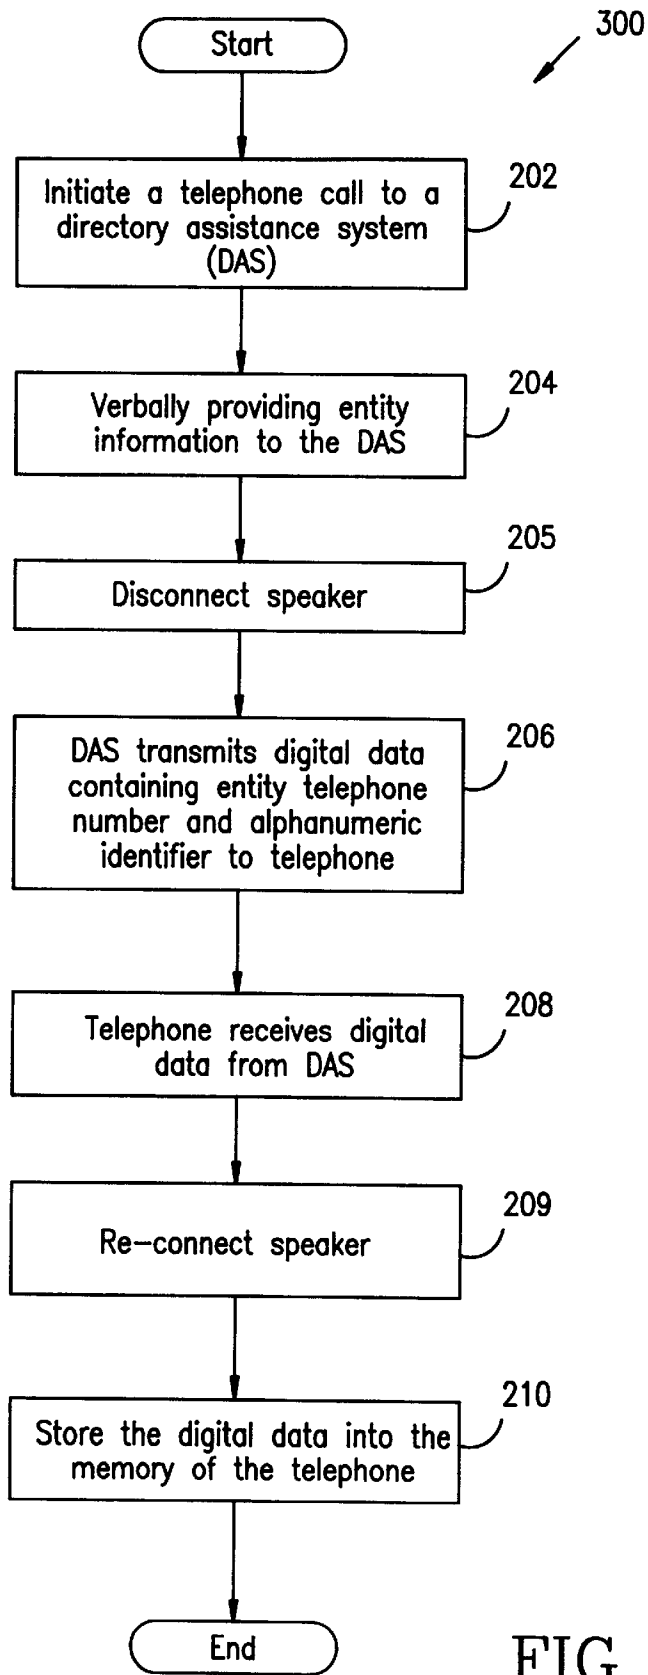 300
Start
202
Initiate a telephone call to a
directory assistance system
(DAS)
204
Verbally providing entity
information to the DAS
205
Disconnect speaker
206
DAS transmits digital data
containing entity telephone
number and alphanumeric
identifier to telephone
208
Telephone receives digital
data from DAS
209
Re-connect speaker
210
Store the digital data into the
memory of the telephone
End
FIG